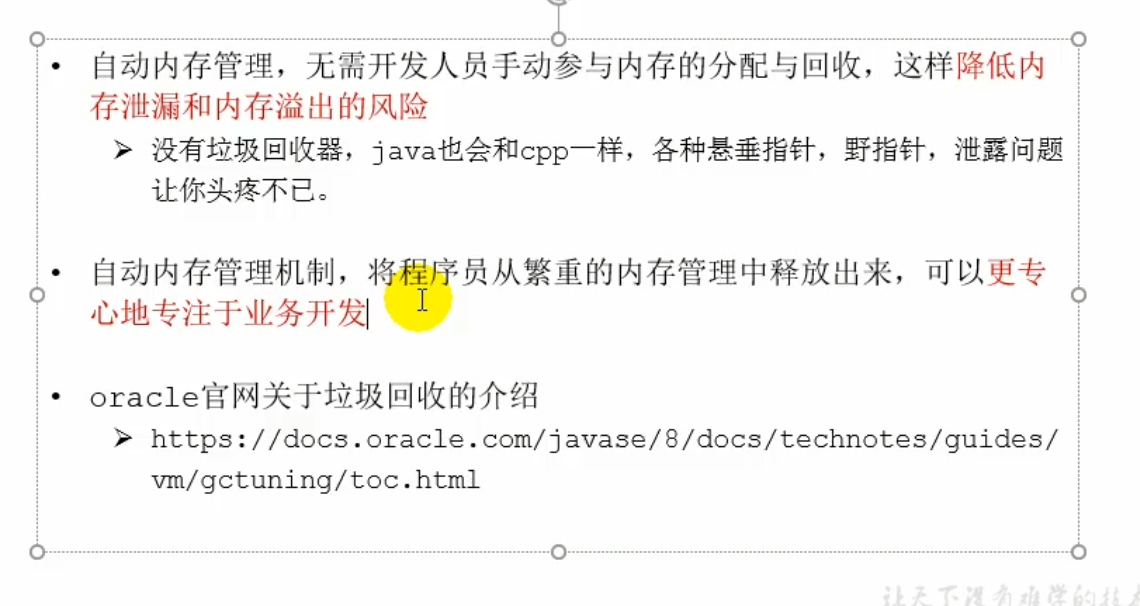 • 自动内存管理，无需开发人员手动参与内存的分配与回收，这样降低内
存泄漏和内存溢出的风险
➢ 没有垃圾回收器，java也会和cpp一样，各种悬垂指针，野指针，泄露问题
让你头疼不已。
• 自动内存管理机制，将程序员从繁重的内存管理中释放出来，可以更专
心地专注于业务开发
• oracle官网关于垃圾回收的介绍
➢ https://docs.oracle.com/javase/8/docs/technotes/guides/
vm/gctuning/toc.html
让天下没有难学的技术